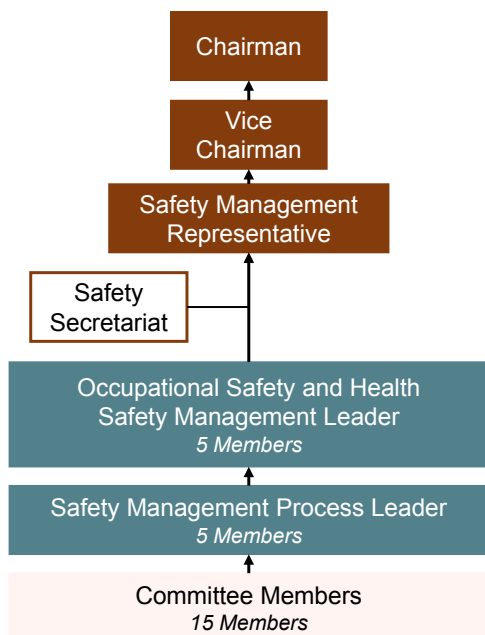 Chairman
Vice
Chairman
Safety Management
Representative
Safety
Secretariat
Occupational Safety and Health
Safety Management Leader
5 Members
Safety Management Process Leader
5 Members
Committee Members
15 Members